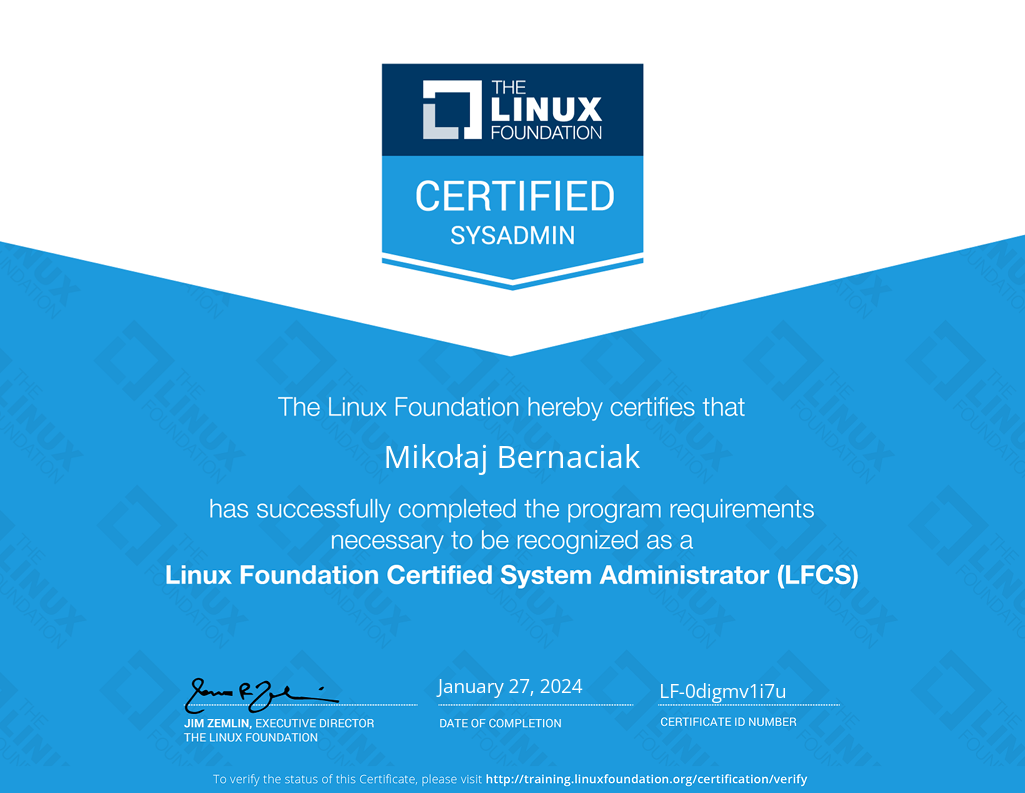 THE
LINUX
FOUNDATION
CERTIFIED
SYSADMIN
The Linux Foundation hereby certifies that
Mikołaj Bernaciak
has successfully completed the program requirements
necessary to be recognized as a
Linux Foundation Certified System Administrator (LFCS)
January 27, 2024
LF-0digmv1i7u
JIM ZEMLIN, EXECUTIVE DIRECTOR
THE LINUX FOUNDATION
DATE OF COMPLETION
CERTIFICATE ID NUMBER
To verify the status of this Certificate, please visit http://training.linuxfoundation.org/certification/verify